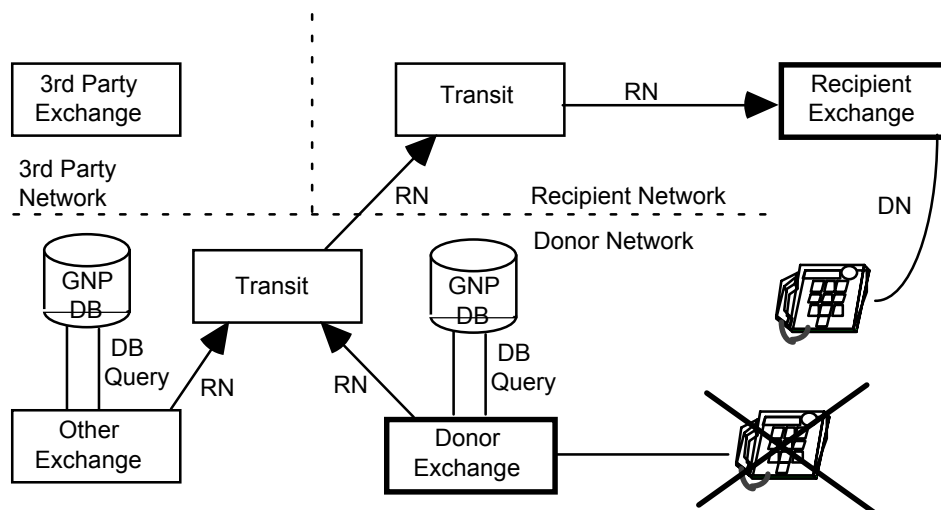 3rd Party
Exchange
Transit
RN
Recipient
Exchange
3rd Party
Network
RN
Recipient Network
DN
Donor Network
GNP
DB
Transit
GNP
DB
DB
Query
RN
RN
DB
Query
Other
Exchange
Donor
Exchange